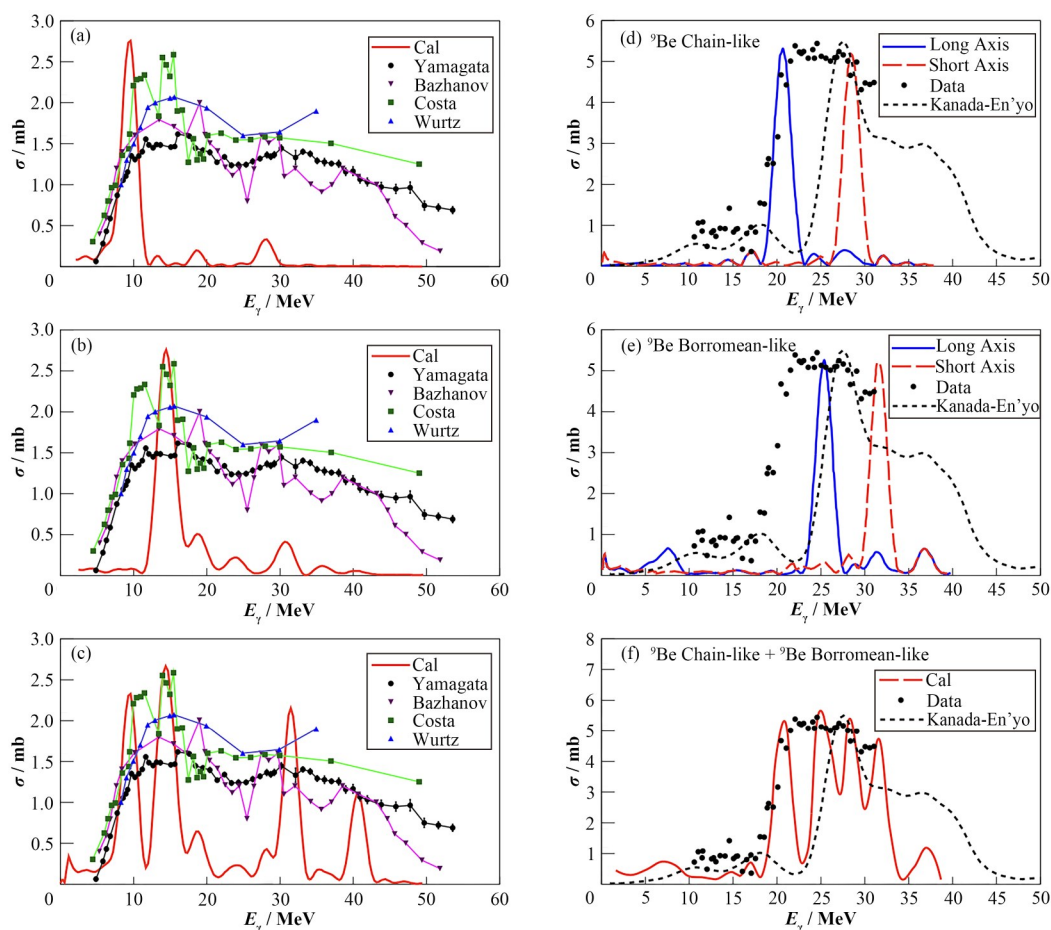 (a)
Cal
Yamagata
Bazhanov
Costa
Wurtz
3.0
2.5
2.0
1.5
1.0
0.5
σ / mb
0 10 20 30 40 50 60
Eγ / MeV
(d) ⁹Be Chain-like
Long Axis
Short Axis
Data
Kanada-En'yo
6
5
4
3
2
1
σ / mb
0 5 10 15 20 25 30 35 40 45 50
Eγ / MeV
(b)
Cal
Yamagata
Bazhanov
Costa
Wurtz
3.0
2.5
2.0
1.5
1.0
0.5
σ / mb
0 10 20 30 40 50 60
Eγ / MeV
(e) ⁹Be Borromean-like
Long Axis
Short Axis
Data
Kanada-En'yo
6
5
4
3
2
1
σ / mb
0 5 10 15 20 25 30 35 40 45 50
Eγ / MeV
(c)
Cal
Yamagata
Bazhanov
Costa
Wurtz
3.0
2.5
2.0
1.5
1.0
0.5
σ / mb
0 10 20 30 40 50 60
Eγ / MeV
(f) ⁹Be Chain-like + ⁹Be Borromean-like
Cal
Data
Kanada-En'yo
8
7
6
5
4
3
2
1
σ / mb
0 5 10 15 20 25 30 35 40 45 50
Eγ / MeV